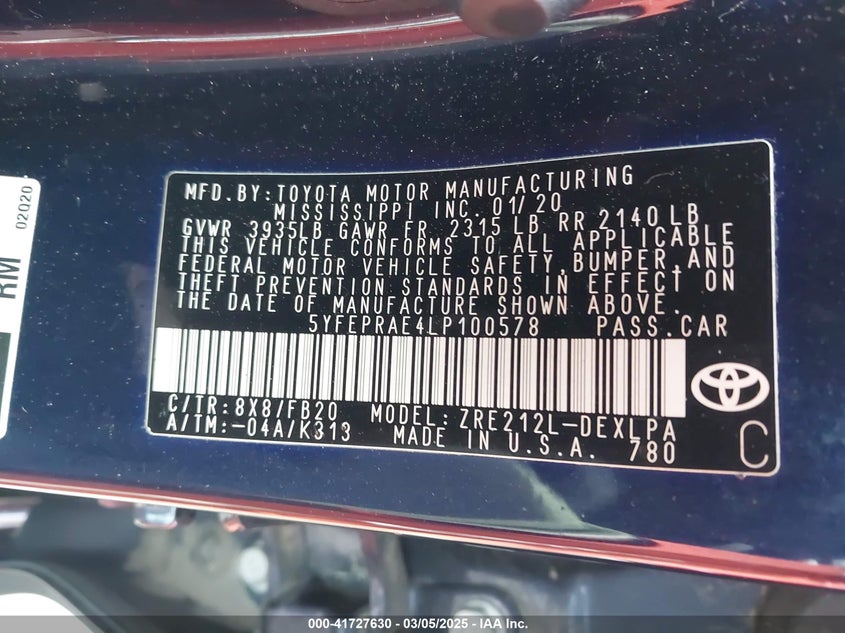 02Q20
RM
MFD.BY:TOYOTA MOTOR MANUFACTURING
MISSISSIPPI INC. 01/20
GVWR 3935LB GAWR FR 2315 LB RR 2140 LB
THIS VEHICLE CONFORMS TO ALL APPLICABLE
FEDERAL MOTOR VEHICLE SAFETY,BUMPER,AND
THEFT PREVENTION STANDARDS IN EFFECT ON
THE DATE OF MANUFACTURE SHOWN ABOVE.
5YFEPRAE4LP100578 PASS.CAR
C/TR:8X8/FB20 MODEL:ZRE212L-DEXLPA
A/TM:-04A/K313 MADE IN U.S.A. 780
C
000-41727630 - 03/05/2025 - IAA Inc.